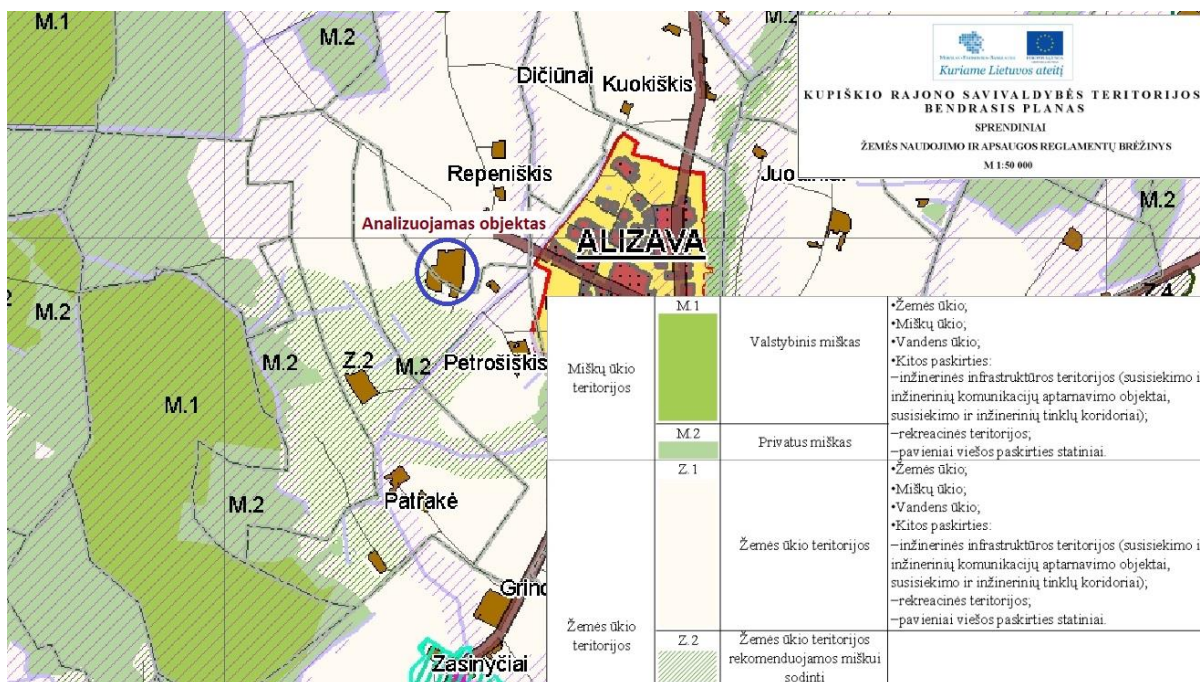 M.1
M.2
M.2
Dičiūnai
Kuokiškis
Kuriame Lietuvos ateitį
KUPIŠKIO RAJONO SAVIVALDYBĖS TERITORIJOS
BENDRASIS PLANAS
SPRENDINIAI
ŽEMĖS NAUDOJIMO IR APSAUGOS REGLAMENTŲ BRĖŽINYS
M 1:50 000
Repeniškis
M.2
Analizuojamas objektas
ALIZAVA
M.2
M.2
Z.2
M.2
Petrošiškis
M.1
M.2
Patrakė
Grind
Zasinyčiai
Miškų ūkio
teritorijos
M.1
Valstybinis miškas
•Žemės ūkio;
•Miškų ūkio;
•Vandens ūkio;
•Kitos paskirties:
–inžinerinės infrastruktūros teritorijos (susisiekimo i
inžinerinių komunikacijų aptarnavimo objektai,
susisiekimo ir inžinerinių tinklų koridoriai);
–rekreacinės teritorijos;
–pavieniai viešos paskirties statiniai.
M.2
Privatus miškas
Žemės ūkio
teritorijos
Z.1
Žemės ūkio teritorijos
•Žemės ūkio;
•Miškų ūkio;
•Vandens ūkio;
•Kitos paskirties:
–inžinerinės infrastruktūros teritorijos (susisiekimo i
inžinerinių komunikacijų aptarnavimo objektai,
susisiekimo ir inžinerinių tinklų koridoriai);
–rekreacinės teritorijos;
–pavieniai viešos paskirties statiniai.
Z.2
Žemės ūkio teritorijos
rekomenduojamos miškui
sodinti